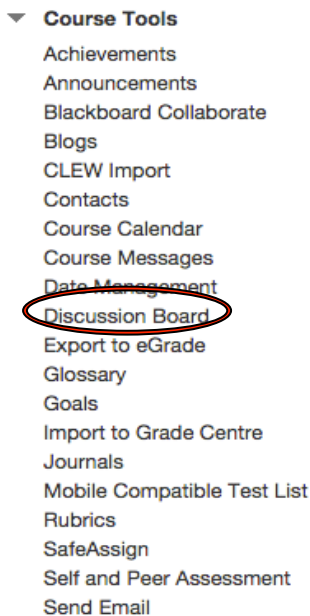 Course Tools
Achievements
Announcements
Blackboard Collaborate
Blogs
CLEW Import
Contacts
Course Calendar
Course Messages
Date Management
Discussion Board
Export to eGrade
Glossary
Goals
Import to Grade Centre
Journals
Mobile Compatible Test List
Rubrics
SafeAssign
Self and Peer Assessment
Send Email